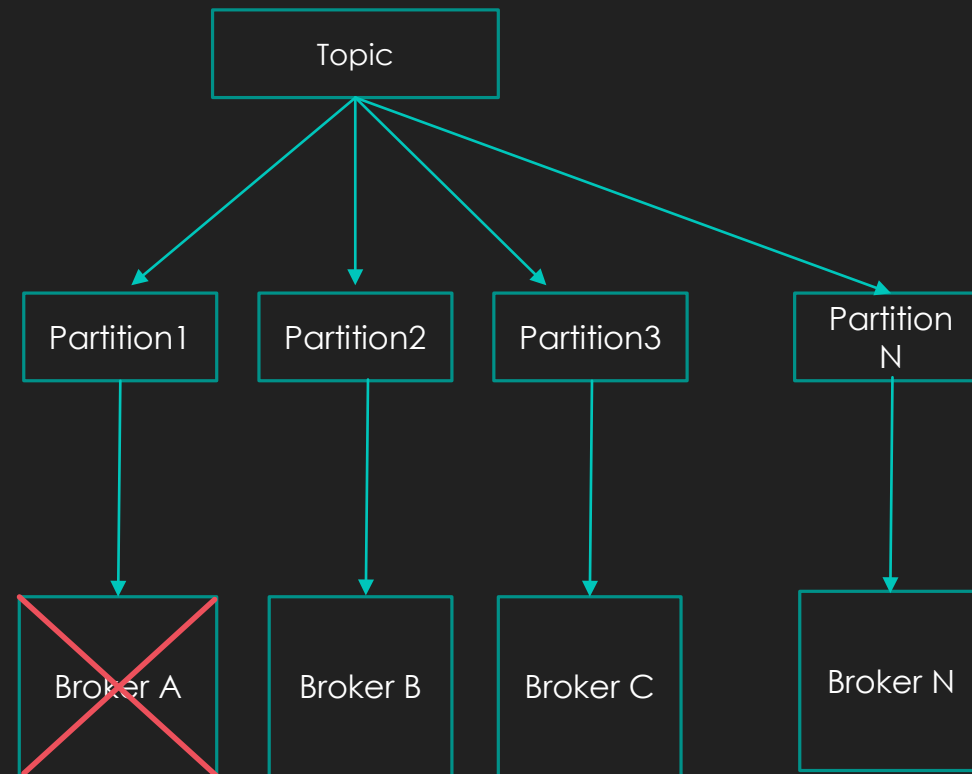 Topic
Partition1
Partition2
Partition3
Partition
N
Broker A
Broker B
Broker C
Broker N